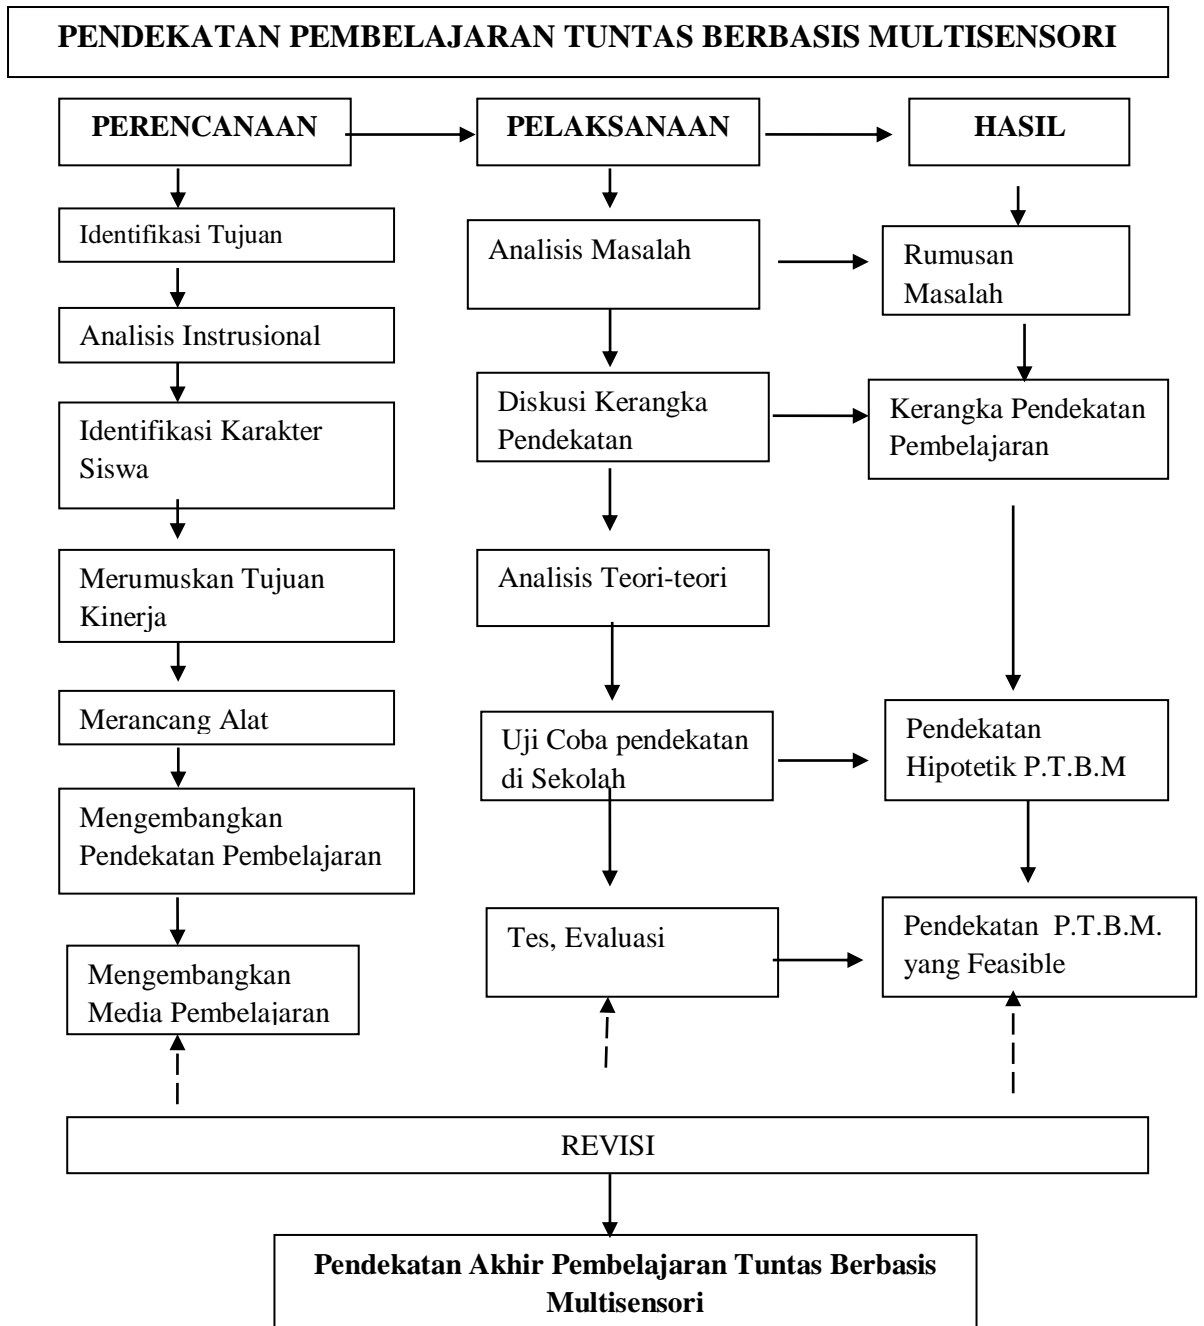 PENDEKATAN PEMBELAJARAN TUNTAS BERBASIS MULTISENSORI
PERENCANAAN
PELAKSANAAN
HASIL
Identifikasi Tujuan
Analisis Instrusional
Identifikasi Karakter
Siswa
Merumuskan Tujuan
Kinerja
Merancang Alat
Mengembangkan
Pendekatan Pembelajaran
Mengembangkan
Media Pembelajaran
Analisis Masalah
Diskusi Kerangka
Pendekatan
Analisis Teori-teori
Uji Coba pendekatan
di Sekolah
Tes, Evaluasi
Rumusan
Masalah
Kerangka Pendekatan
Pembelajaran
Pendekatan
Hipotetik P.T.B.M
Pendekatan P.T.B.M.
yang Feasible
REVISI
Pendekatan Akhir Pembelajaran Tuntas Berbasis
Multisensori